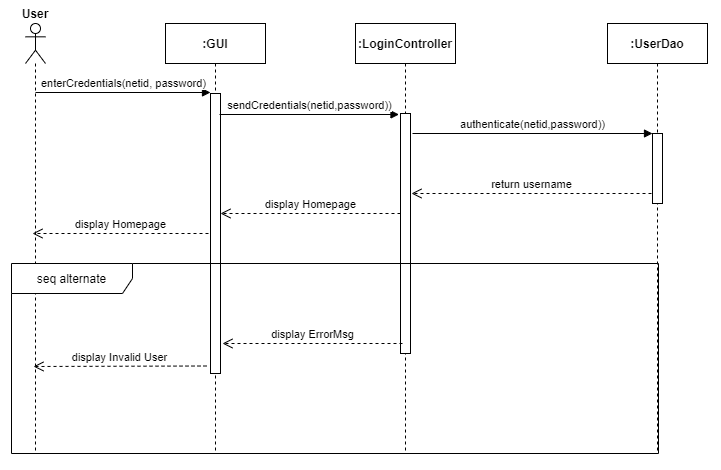 User
:GUI
:LoginController
:UserDao
enterCredentials(netid, password)
sendCredentials(netid,password))
authenticate(netid,password))
return username
display Homepage
display Homepage
seq alternate
display ErrorMsg
display Invalid User